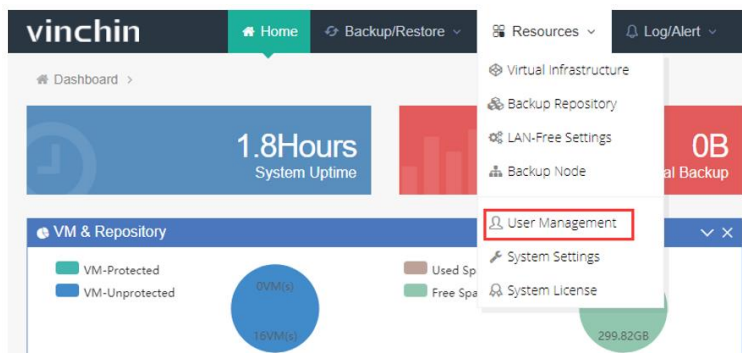 vinchin
Home
Backup/Restore
Resources
Log/Alert
Dashboard >
Virtual Infrastructure
Backup Repository
LAN-Free Settings
Backup Node
User Management
System Settings
System License
1.8Hours
System Uptime
0B
al Backup
VM & Repository
VM-Protected
VM-Unprotected
0VM(s)
16VM(s)
Used Sp
Free Spa
299.82GB